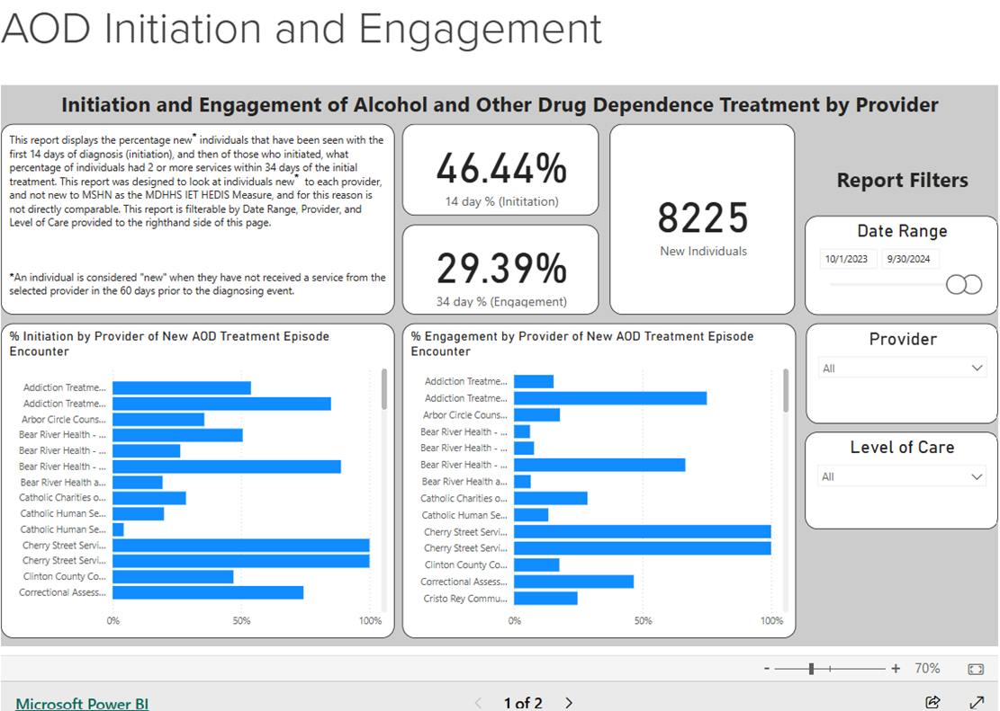 AOD Initiation and Engagement
Initiation and Engagement of Alcohol and Other Drug Dependence Treatment by Provider
This report displays the percentage new* individuals that have been seen with the
first 14 days of diagnosis (initiation), and then of those who initiated, what
percentage of individuals had 2 or more services within 34 days of the initial
treatment. This report was designed to look at individuals new* to each provider,
and not new to MSHN as the MDHHS IET HEDIS Measure, and for this reason is
not directly comparable. This report is filterable by Date Range, Provider, and
Level of Care provided to the righthand side of this page.
*An individual is considered "new" when they have not received a service from the
selected provider in the 60 days prior to the diagnosing event.
46.44%
14 day % (Inititation)
29.39%
34 day % (Engagement)
8225
New Individuals
Report Filters
Date Range
10/1/2023 9/30/2024
Provider
All
Level of Care
All
% Initiation by Provider of New AOD Treatment Episode
Encounter
Addiction Treatme...
Addiction Treatme...
Arbor Circle Couns...
Bear River Health - ...
Bear River Health - ...
Bear River Health - ...
Bear River Health a...
Catholic Charities o...
Catholic Human Se...
Catholic Human Se...
Cherry Street Servi...
Cherry Street Servi...
Clinton County Co...
Correctional Assess...
0% 50% 100%
% Engagement by Provider of New AOD Treatment Episode
Encounter
Addiction Treatme...
Addiction Treatme...
Arbor Circle Couns...
Bear River Health - ...
Bear River Health - ...
Bear River Health - ...
Bear River Health a...
Catholic Charities o...
Catholic Human Se...
Cherry Street Servi...
Cherry Street Servi...
Clinton County Co...
Correctional Assess...
Cristo Rey Commu...
0% 50% 100%
- + 70%
Microsoft Power BI
< 1 of 2 >